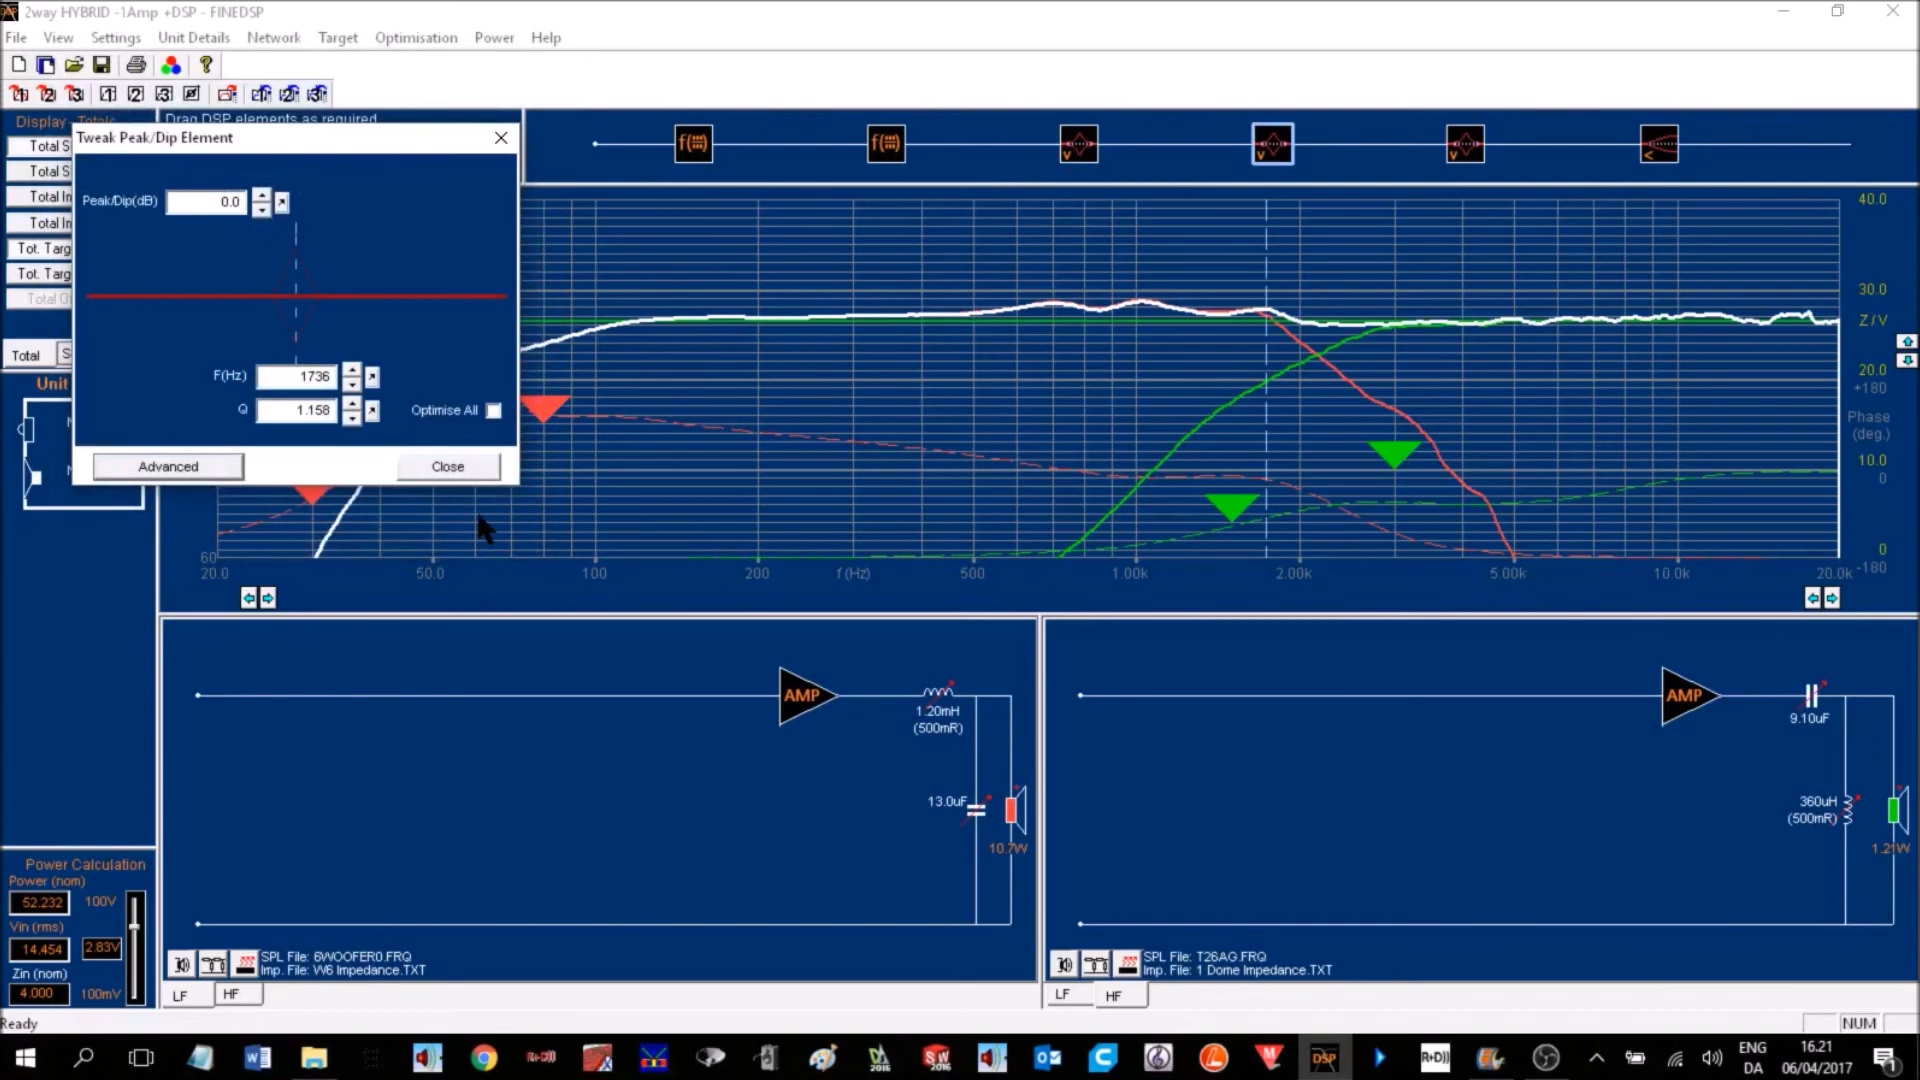 2way HYBRID -1Amp +DSP - FINEDSP
File View Settings Unit Details Network Target Optimisation Power Help
Display - Totals
Drag DSP elements as required
Tweak Peak/Dip Element
Total S
Total S
Total In
Total In
Tot. Targ
Tot. Targ
Total O
Total S
Unit
Peak/Dip(dB) 0.0
F(Hz) 1736
Q 1.158 Optimise All
Advanced Close
40.0
30.0
Z/V
20.0
+180
Phase
(deg.)
10.0
0
0
-180
60
20.0 50.0 100 200 f (Hz) 500 1.00k 2.00k 5.00k 10.0k 20.0k
AMP
1.20mH
(500mR)
13.0uF
10.7W
SPL File: 6WOOFER0.FRQ
Imp. File: W6 Impedance.TXT
LF HF
AMP
9.10uF
360uH
(500mR)
1.21W
SPL File: T26AG.FRQ
Imp. File: 1 Dome Impedance.TXT
LF HF
Power Calculation
Power (nom)
52.232 100V
Vin (rms)
14.454 2.83V
Zin (nom)
4.000 100mV
Ready NUM
ENG
DA
16.21
06/04/2017